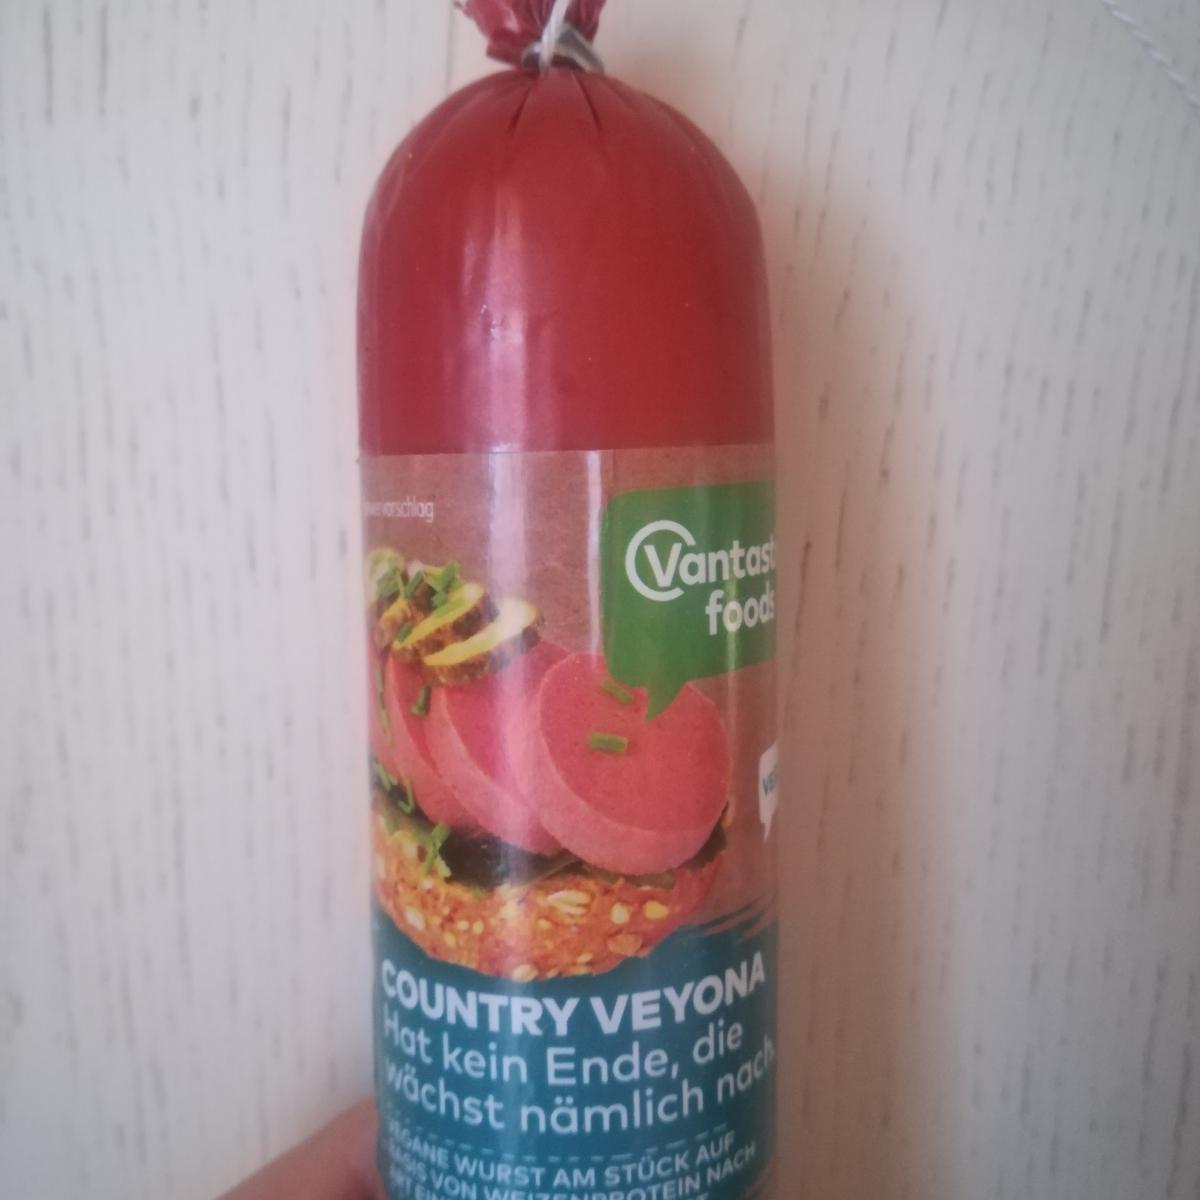 Vantast
foods
COUNTRY VEYONA
Hat kein Ende, die
wächst nämlich nach.
VEGANE WURST AM STÜCK AUF
BASIS VON WEIZENPROTEIN NACH